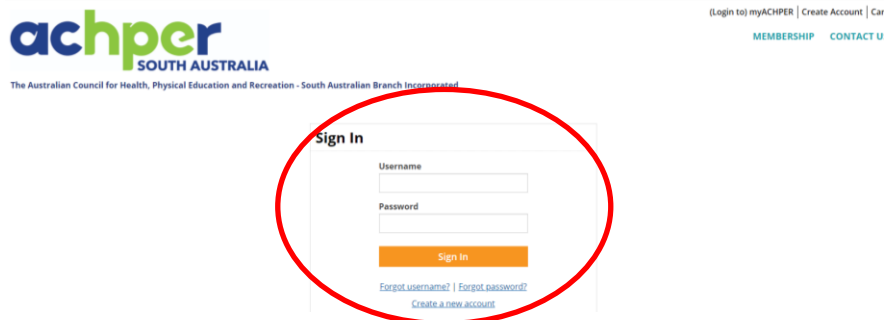 (Login to) myACHPER | Create Account |
MEMBERSHIP CONTACT
achper
SOUTH AUSTRALIA
The Australian Council for Health, Physical Education and Recreation - South Australian Branch Incorporated
Sign In
Username
Password
Sign In
Forgot username? | Forgot password?
Create a new account